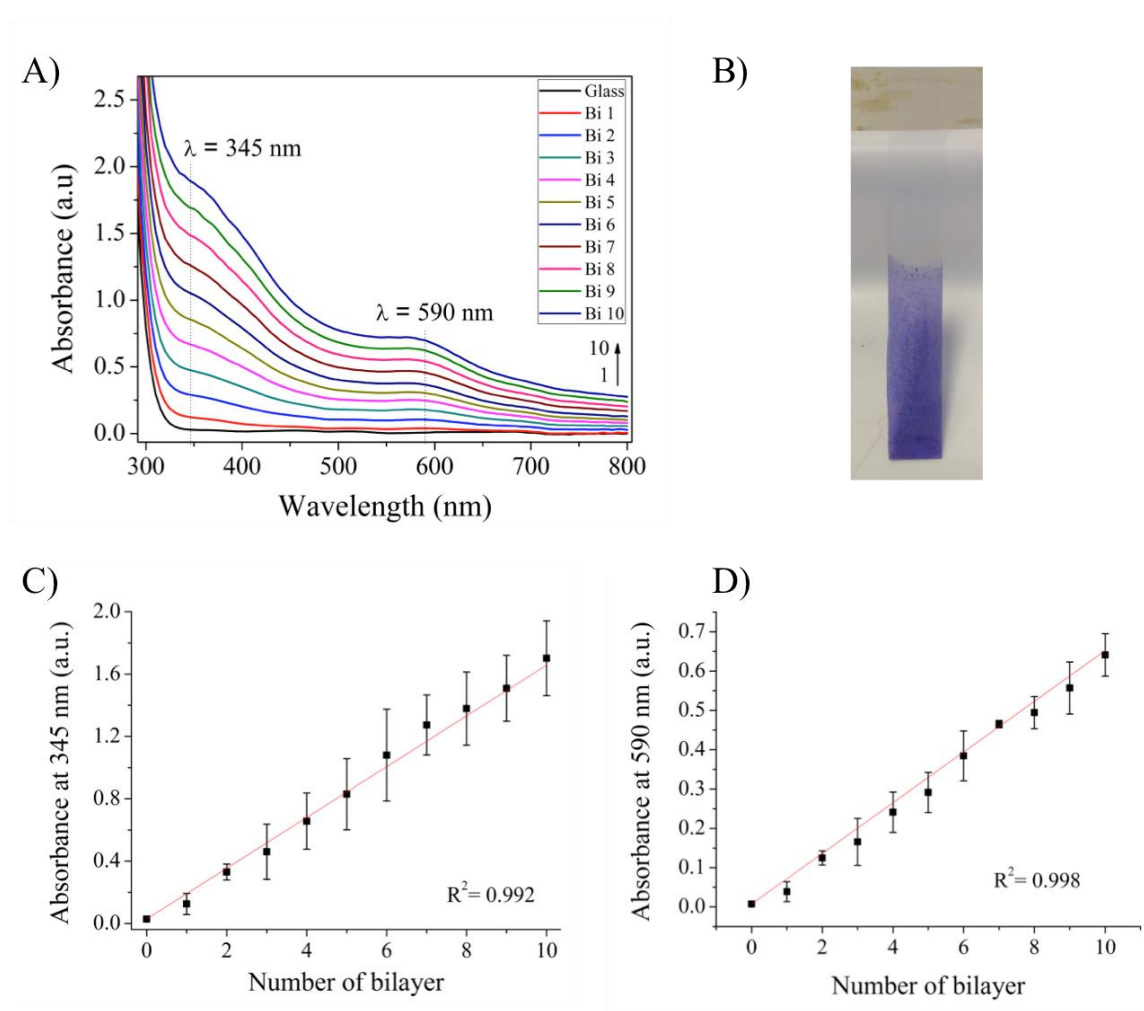 A)
Absorbance (a.u)
2.5
2.0
1.5
1.0
0.5
0.0
λ = 345 nm
λ = 590 nm
Glass
Bi 1
Bi 2
Bi 3
Bi 4
Bi 5
Bi 6
Bi 7
Bi 8
Bi 9
Bi 10
10
1
300 400 500 600 700 800
Wavelength (nm)
B)
C)
Absorbance at 345 nm (a.u.)
2.0
1.6
1.2
0.8
0.4
0.0
R²= 0.992
0 2 4 6 8 10
Number of bilayer
D)
Absorbance at 590 nm (a.u.)
0.7
0.6
0.5
0.4
0.3
0.2
0.1
0.0
R²= 0.998
0 2 4 6 8 10
Number of bilayer